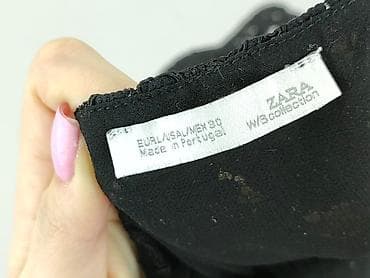 EUR L/USA L/MEX 30
Made in Portugal
ZARA
W/B collection